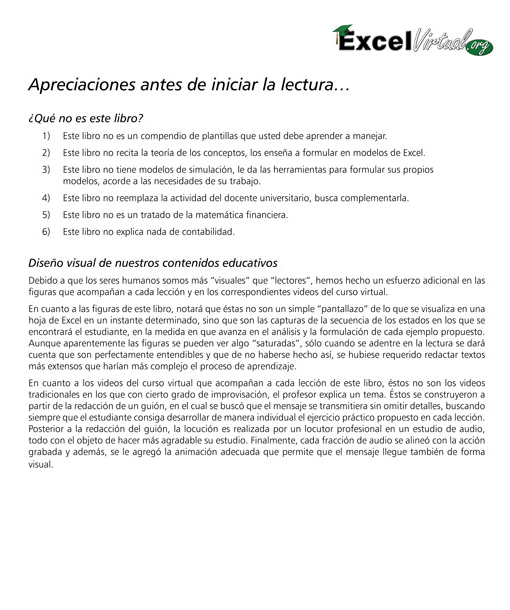 ExcelVirtual.org
Apreciaciones antes de iniciar la lectura…
¿Qué no es este libro?
1) Este libro no es un compendio de plantillas que usted debe aprender a manejar.
2) Este libro no recita la teoría de los conceptos, los enseña a formular en modelos de Excel.
3) Este libro no tiene modelos de simulación, le da las herramientas para formular sus propios
modelos, acorde a las necesidades de su trabajo.
4) Este libro no reemplaza la actividad del docente universitario, busca complementarla.
5) Este libro no es un tratado de la matemática financiera.
6) Este libro no explica nada de contabilidad.
Diseño visual de nuestros contenidos educativos
Debido a que los seres humanos somos más “visuales” que “lectores”, hemos hecho un esfuerzo adicional en las
figuras que acompañan a cada lección y en los correspondientes videos del curso virtual.
En cuanto a las figuras de este libro, notará que éstas no son un simple “pantallazo” de lo que se visualiza en una
hoja de Excel en un instante determinado, sino que son las capturas de la secuencia de los estados en los que se
encontrará el estudiante, en la medida en que avanza en el análisis y la formulación de cada ejemplo propuesto.
Aunque aparentemente las figuras se pueden ver algo “saturadas”, sólo cuando se adentre en la lectura se dará
cuenta que son perfectamente entendibles y que de no haberse hecho así, se hubiese requerido redactar textos
más extensos que harían más complejo el proceso de aprendizaje.
En cuanto a los videos del curso virtual que acompañan a cada lección de este libro, éstos no son los videos
tradicionales en los que con cierto grado de improvisación, el profesor explica un tema. Éstos se construyeron a
partir de la redacción de un guión, en el cual se buscó que el mensaje se transmitiera sin omitir detalles, buscando
siempre que el estudiante consiga desarrollar de manera individual el ejercicio práctico propuesto en cada lección.
Posterior a la redacción del guión, la locución es realizada por un locutor profesional en un estudio de audio,
todo con el objeto de hacer más agradable su estudio. Finalmente, cada fracción de audio se alineó con la acción
grabada y además, se le agregó la animación adecuada que permite que el mensaje llegue también de forma
visual.